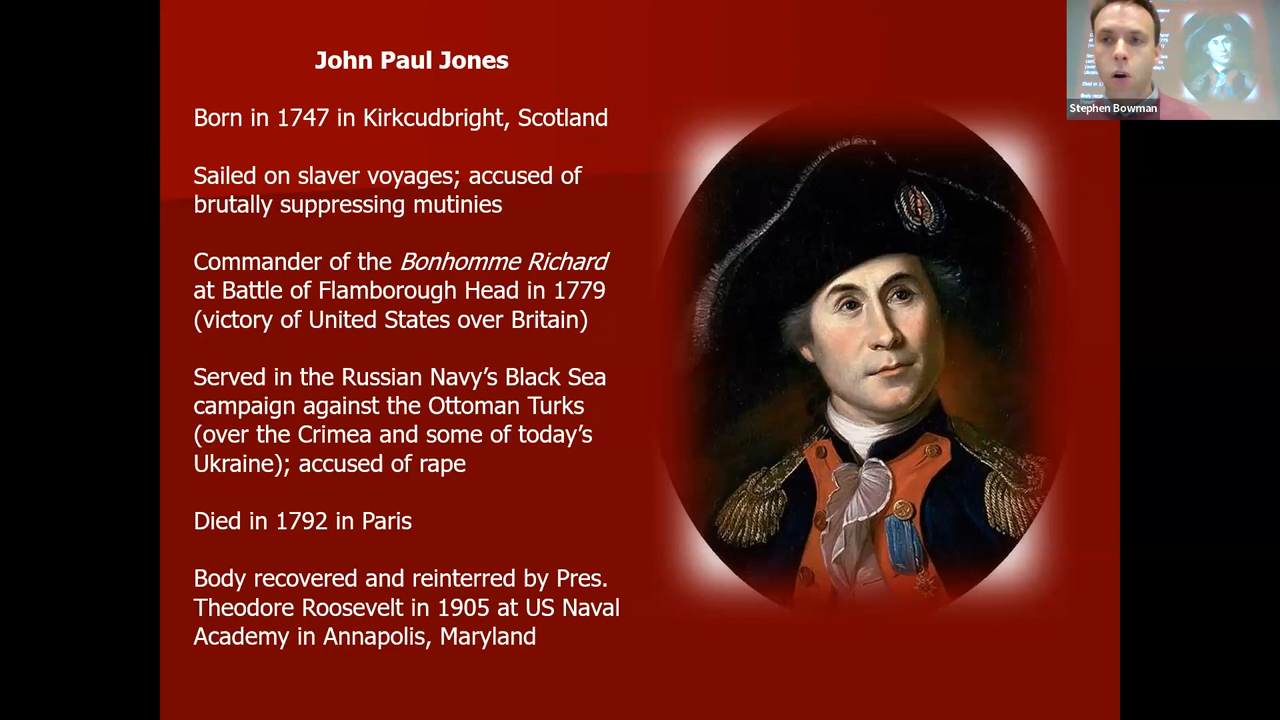 John Paul Jones
Born in 1747 in Kirkcudbright, Scotland
Sailed on slaver voyages; accused of
brutally suppressing mutinies
Commander of the Bonhomme Richard
at Battle of Flamborough Head in 1779
(victory of United States over Britain)
Served in the Russian Navy’s Black Sea
campaign against the Ottoman Turks
(over the Crimea and some of today’s
Ukraine); accused of rape
Died in 1792 in Paris
Body recovered and reinterred by Pres.
Theodore Roosevelt in 1905 at US Naval
Academy in Annapolis, Maryland
Stephen Bowman